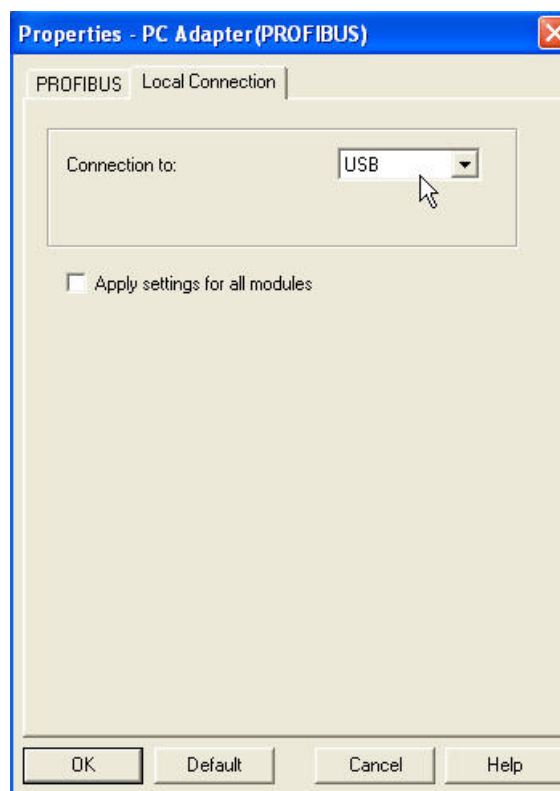 Properties - PC Adapter(PROFIBUS)
PROFIBUS Local Connection
Connection to: USB
Apply settings for all modules
OK Default Cancel Help